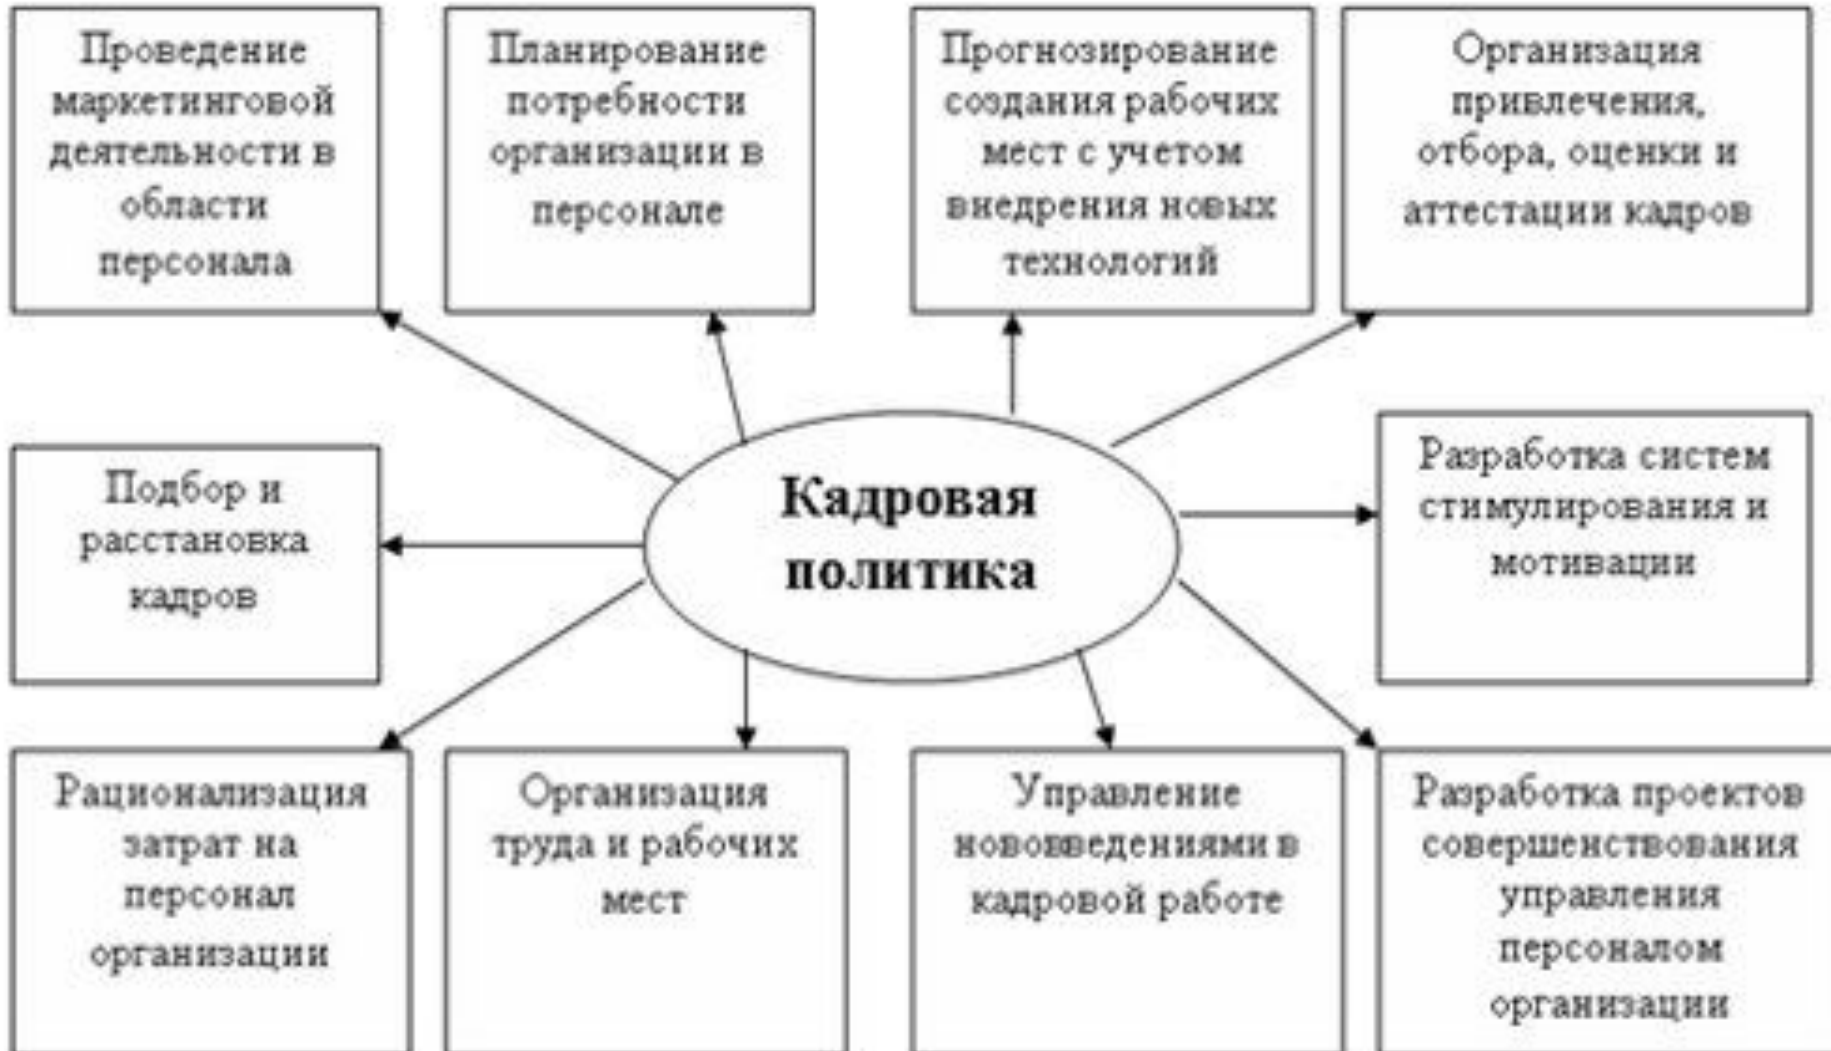 Проведение
маркетинговой
деятельности в
области
персонала
Планирование
потребности
организации в
персонале
Прогнозирование
создания рабочих
мест с учетом
внедрения новых
технологий
Организация
привлечения,
отбора, оценки и
аттестации кадров
Подбор и
расстановка
кадров
Кадровая
политика
Разработка систем
стимулирования и
мотивации
Рационализация
затрат на
персонал
организации
Организация
труда и рабочих
мест
Управление
нововведениями в
кадровой работе
Разработка проектов
совершенствования
управления
персоналом
организации